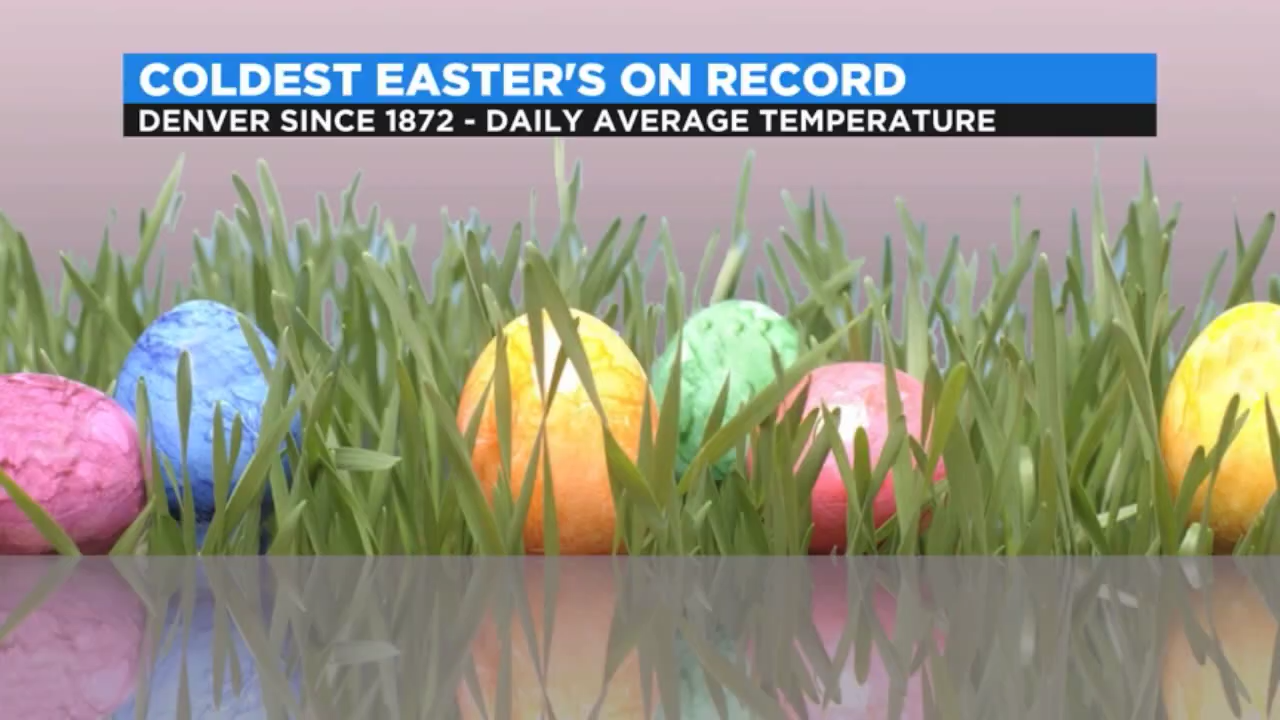 COLDEST EASTER'S ON RECORD
DENVER SINCE 1872 - DAILY AVERAGE TEMPERATURE